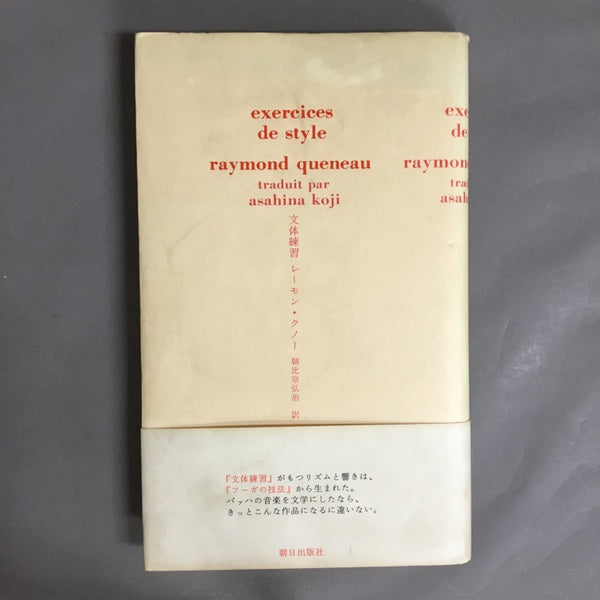 exercices
de style
raymond queneau
traduit par
asahina koji
文体練習 レーモン・クノー 朝比奈弘治 訳
exe
de
raymon
tra
asah
『文体練習』がもつリズムと響きは、
『フーガの技法』から生まれた。
バッハの音楽を文学にしたなら、
きっとこんな作品になるに違いない。
朝日出版社